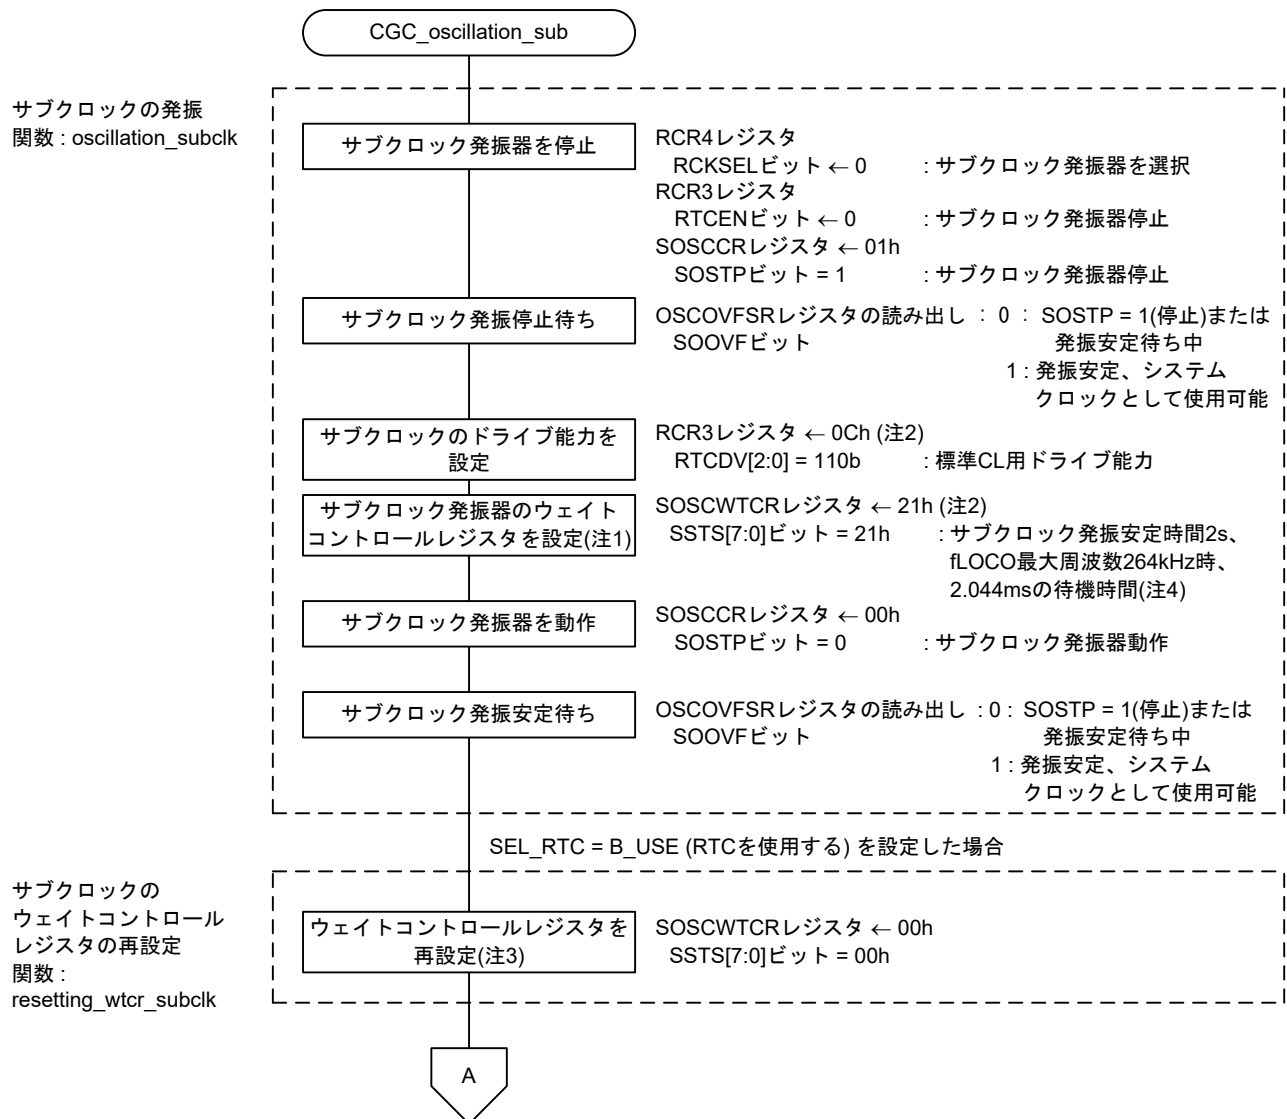 CGC_oscillation_sub
サブクロックの発振
関数 : oscillation_subclk
サブクロック発振器を停止
RCR4レジスタ
RCKSELビット ← 0 : サブクロック発振器を選択
RCR3レジスタ
RTCENビット ← 0 : サブクロック発振器停止
SOSCCRレジスタ ← 01h
SOSTPビット = 1 : サブクロック発振器停止
サブクロック発振停止待ち
OSCOVFSRレジスタの読み出し : 0 : SOSTP = 1(停止)または
SOOVFビット 発振安定待ち中
1 : 発振安定、システム
クロックとして使用可能
サブクロックのドライブ能力を
設定
RCR3レジスタ ← 0Ch (注2)
RTCDV[2:0] = 110b : 標準CL用ドライブ能力
サブクロック発振器のウェイト
コントロールレジスタを設定(注1)
SOSCWTCRレジスタ ← 21h (注2)
SSTS[7:0]ビット = 21h : サブクロック発振安定時間2s、
fLOCO最大周波数264kHz時、
2.044msの待機時間(注4)
サブクロック発振器を動作
SOSCCRレジスタ ← 00h
SOSTPビット = 0 : サブクロック発振器動作
サブクロック発振安定待ち
OSCOVFSRレジスタの読み出し : 0 : SOSTP = 1(停止)または
SOOVFビット 発振安定待ち中
1 : 発振安定、システム
クロックとして使用可能
SEL_RTC = B_USE (RTCを使用する) を設定した場合
サブクロックの
ウェイトコントロール
レジスタの再設定
関数 :
resetting_wtcr_subclk
ウェイトコントロールレジスタを
再設定(注3)
SOSCWTCRレジスタ ← 00h
SSTS[7:0]ビット = 00h
A